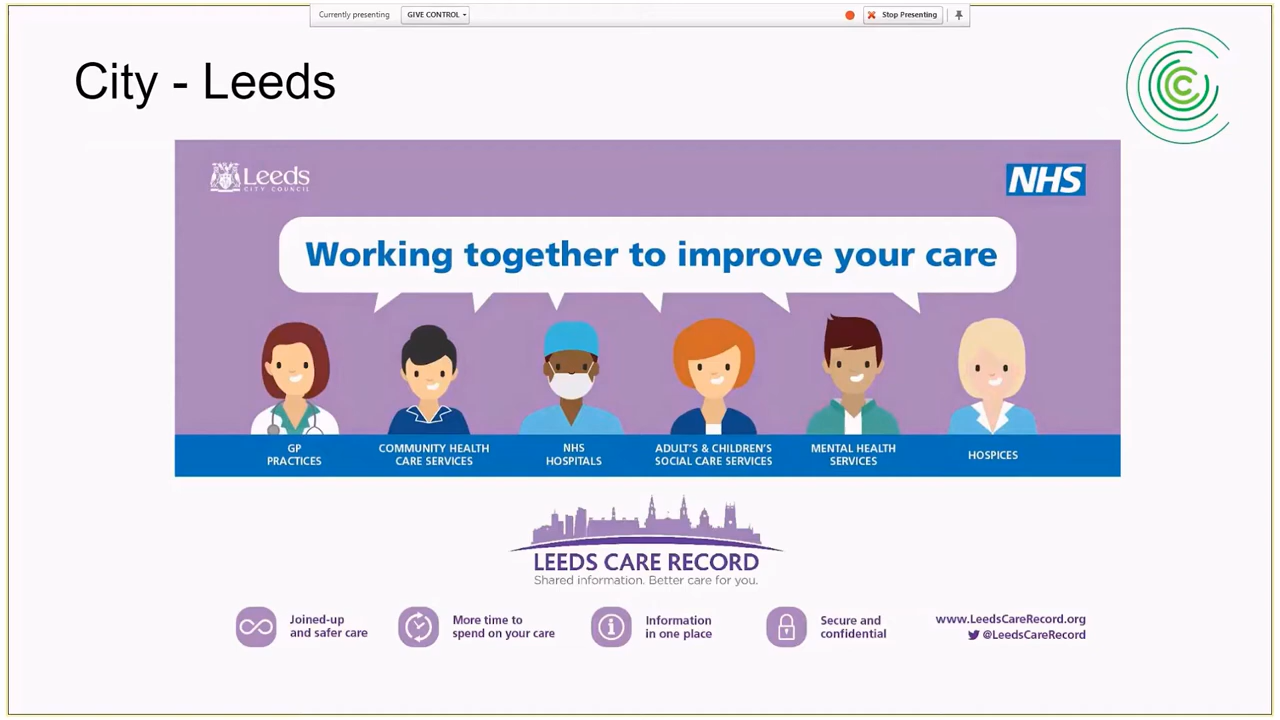 Currently presenting GIVE CONTROL Stop Presenting
City - Leeds
Leeds
CITY COUNCIL
NHS
Working together to improve your care
GP
PRACTICES
COMMUNITY HEALTH
CARE SERVICES
NHS
HOSPITALS
ADULT'S & CHILDREN'S
SOCIAL CARE SERVICES
MENTAL HEALTH
SERVICES
HOSPICES
LEEDS CARE RECORD
Shared information. Better care for you.
Joined-up
and safer care
More time to
spend on your care
Information
in one place
Secure and
confidential
www.LeedsCareRecord.org
@LeedsCareRecord